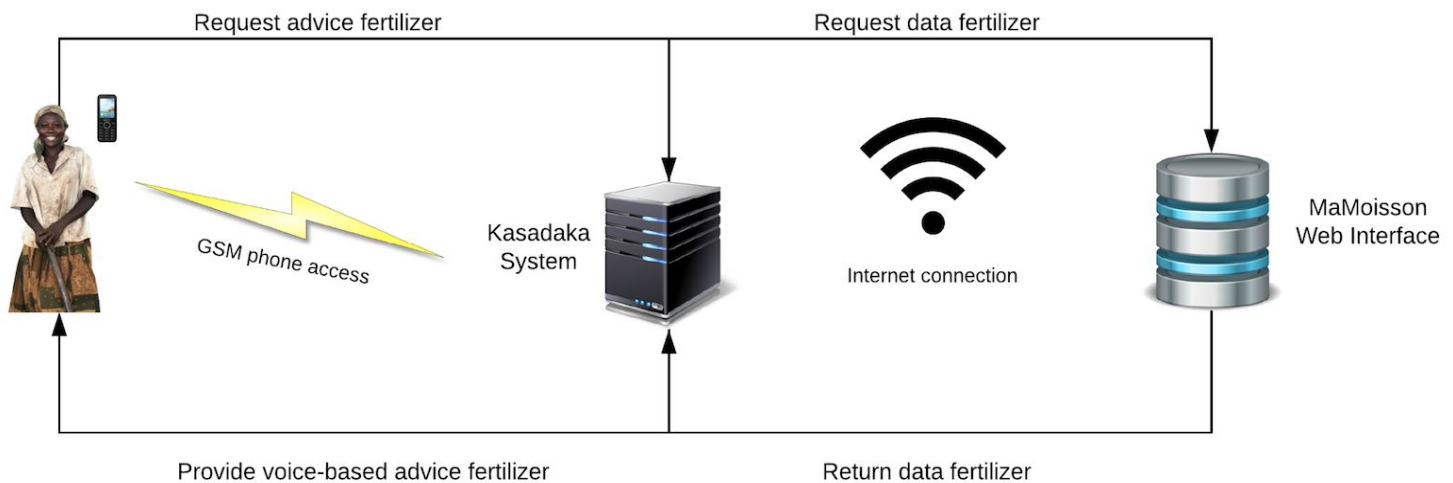 Request advice fertilizer
Request data fertilizer
GSM phone access
Kasadaka
System
Internet connection
MaMoisson
Web Interface
Provide voice-based advice fertilizer
Return data fertilizer